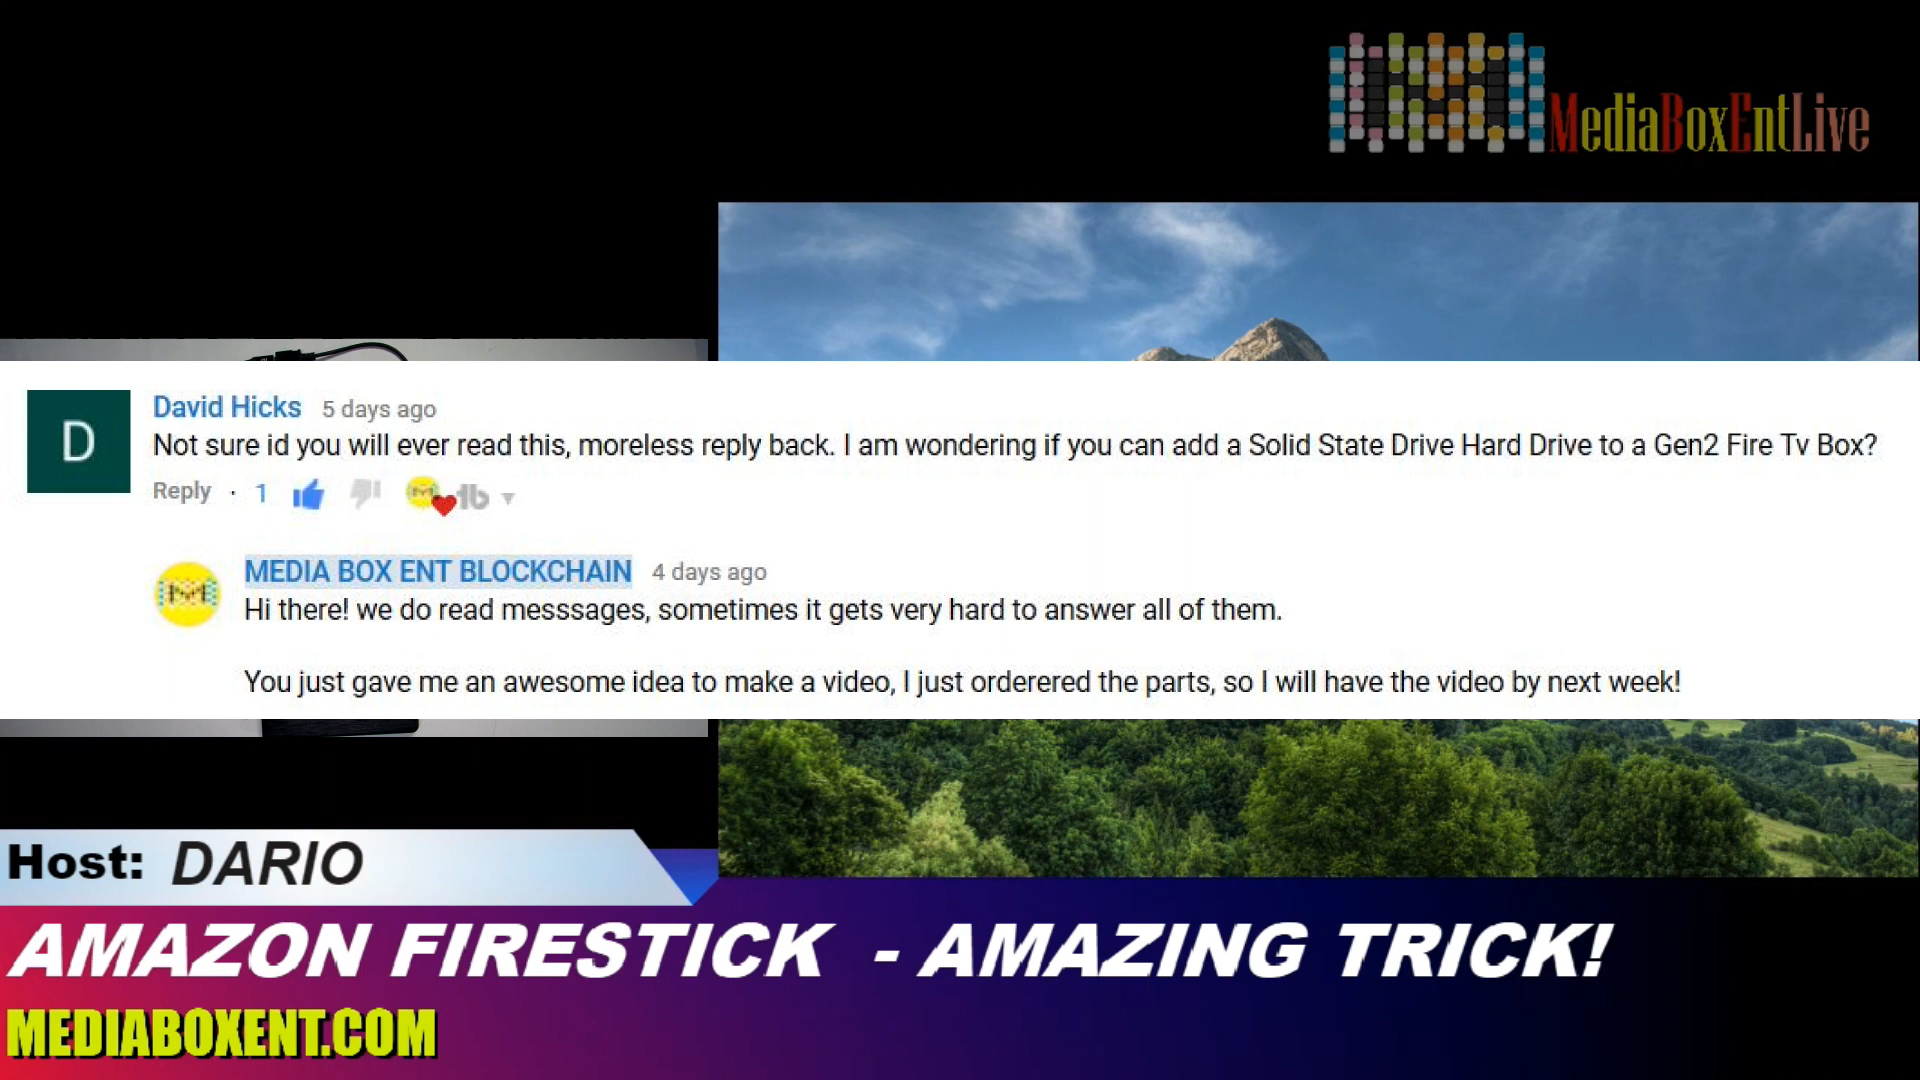 MediaBoxEntLive
D
David Hicks 5 days ago
Not sure id you will ever read this, moreless reply back. I am wondering if you can add a Solid State Drive Hard Drive to a Gen2 Fire Tv Box?
Reply · 1
MEDIA BOX ENT BLOCKCHAIN 4 days ago
Hi there! we do read messsages, sometimes it gets very hard to answer all of them.
You just gave me an awesome idea to make a video, I just orderered the parts, so I will have the video by next week!
Host: DARIO
AMAZON FIRESTICK - AMAZING TRICK!
MEDIABOXENT.COM